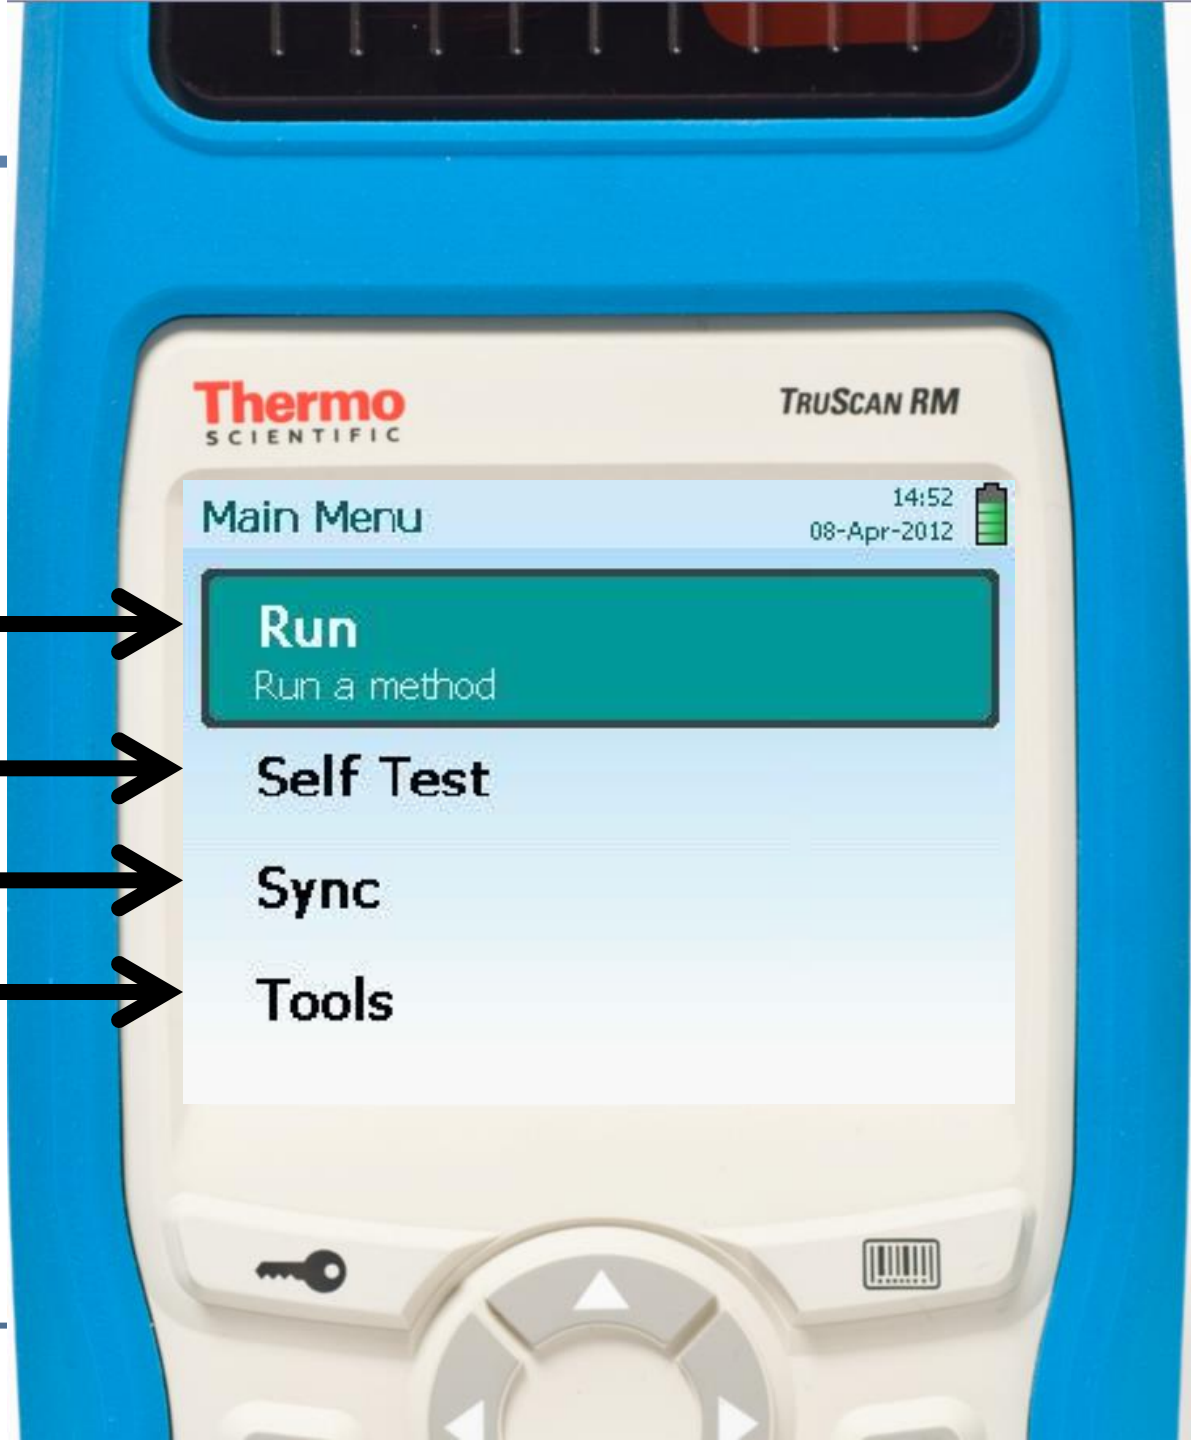 Thermo
SCIENTIFIC
TRUSCAN RM
Main Menu
14:52
08-Apr-2012
Run
Run a method
Self Test
Sync
Tools